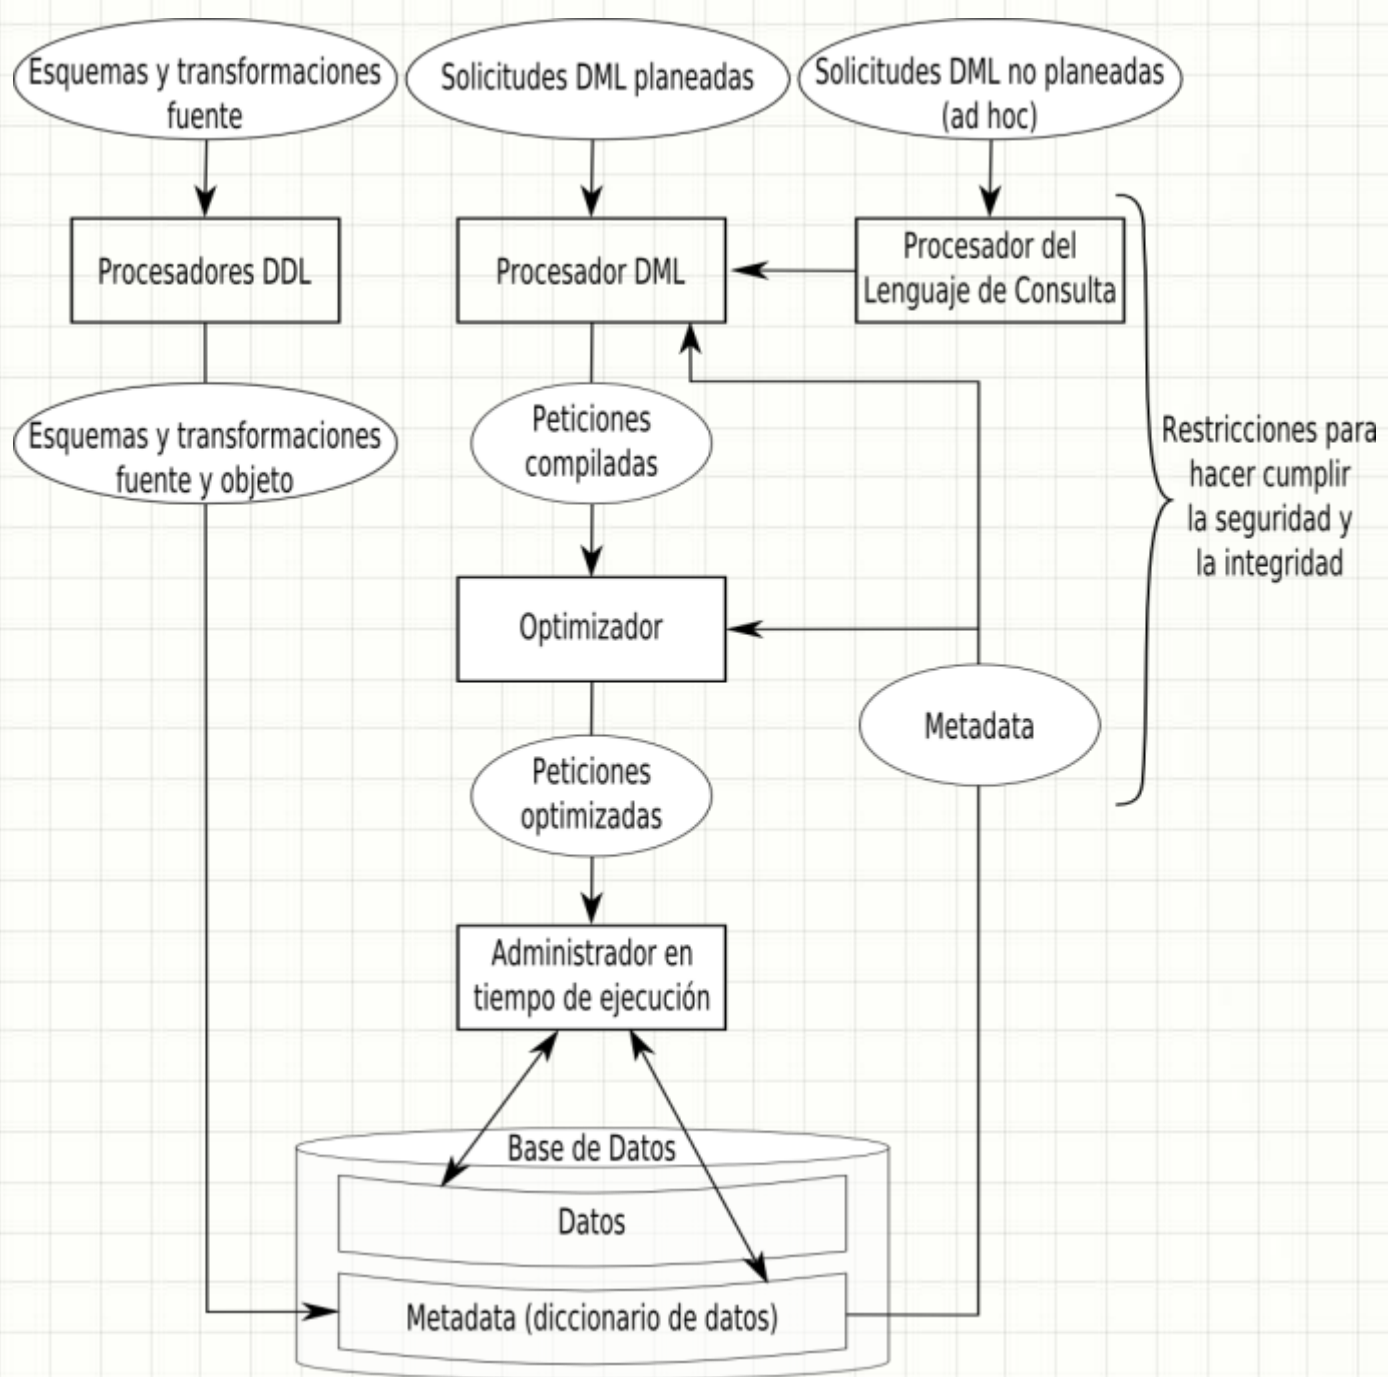 Esquemas y transformaciones
fuente
Solicitudes DML planeadas
Solicitudes DML no planeadas
(ad hoc)
Procesadores DDL
Procesador DML
Procesador del
Lenguaje de Consulta
Esquemas y transformaciones
fuente y objeto
Peticiones
compiladas
Restricciones para
hacer cumplir
la seguridad y
la integridad
Optimizador
Metadata
Peticiones
optimizadas
Administrador en
tiempo de ejecución
Base de Datos
Datos
Metadata (diccionario de datos)